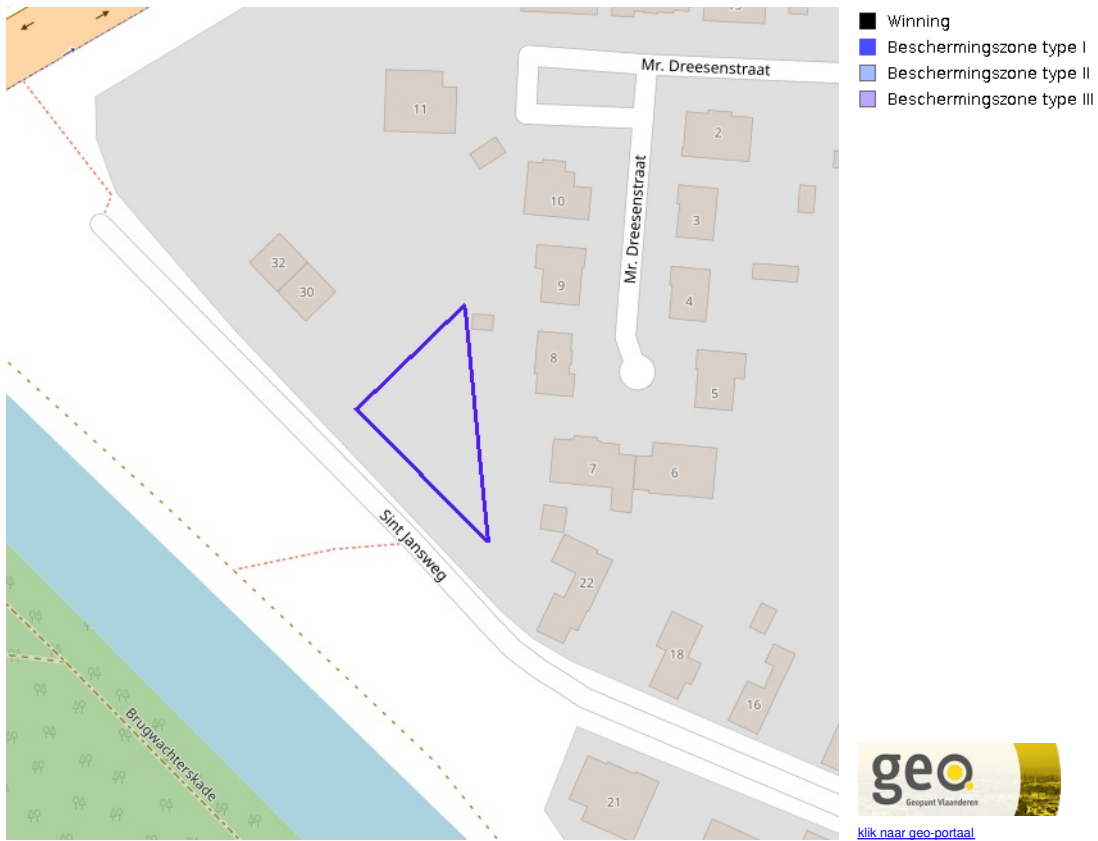 Winning
Beschermingszone type I
Beschermingszone type II
Beschermingszone type III
Mr. Dreesenstraat
11
2
10
Mr. Dreesenstraat
3
32
30
9
4
8
5
7
6
Sint Jansweg
22
18
16
Brugwachterskade
21
geo.
Geopunt Vlaanderen
klik naar geo-portaal